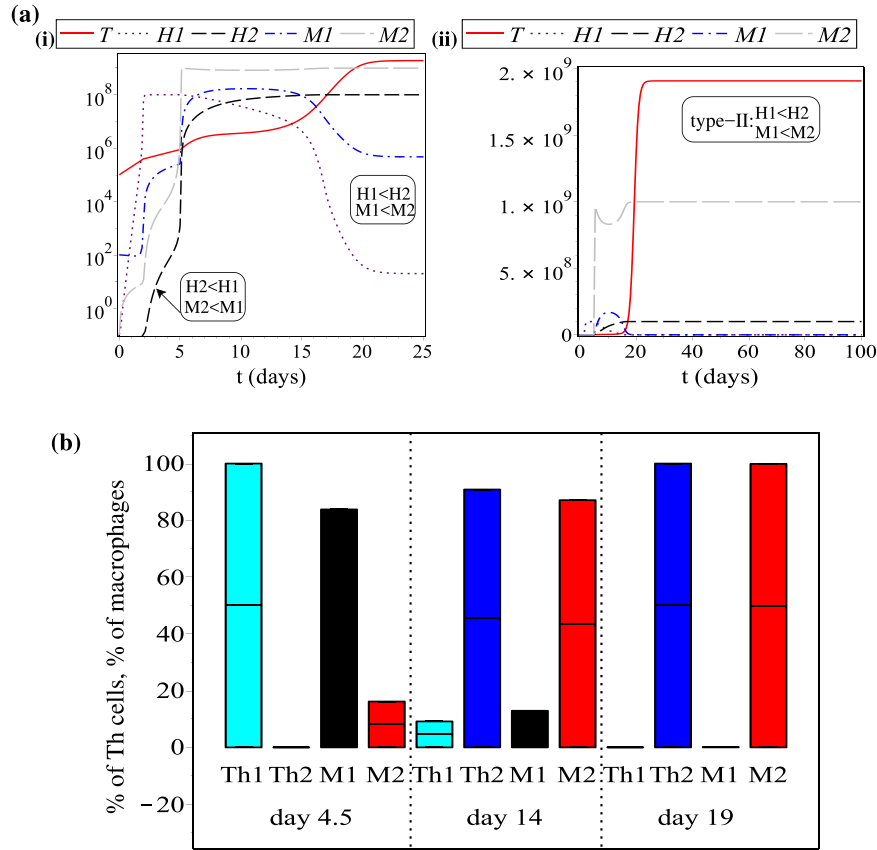 (a)
(i)
T H1 H2 M1 M2
10^8
10^6
10^4
10^2
10^0
H1<H2
M1<M2
H2<H1
M2<M1
0 5 10 15 20 25
t (days)
(ii)
T H1 H2 M1 M2
2. × 10^9
1.5 × 10^9
1. × 10^9
5. × 10^8
0
type-II: H1<H2
M1<M2
0 20 40 60 80 100
t (days)
(b)
% of Th cells, % of macrophages
100
80
60
40
20
0
-20
Th1 Th2 M1 M2 Th1 Th2 M1 M2 Th1 Th2 M1 M2
day 4.5 day 14 day 19